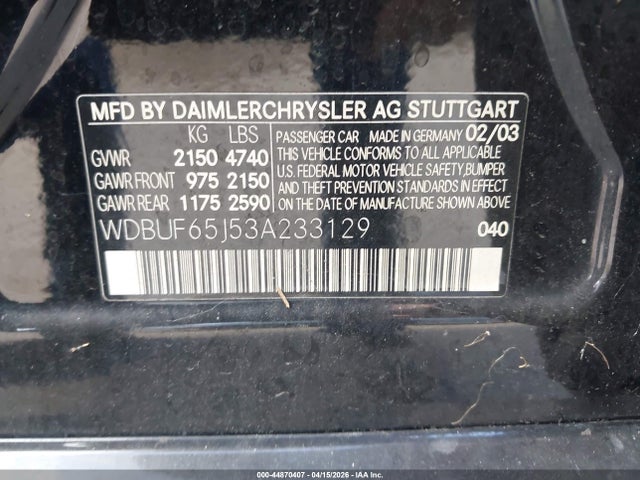 MFD BY DAIMLERCHRYSLER AG STUTTGART
KG LBS
GVWR 2150 4740
GAWR FRONT 975 2150
GAWR REAR 1175 2590
PASSENGER CAR MADE IN GERMANY 02/03
THIS VEHICLE CONFORMS TO ALL APPLICABLE
U.S. FEDERAL MOTOR VEHICLE SAFETY, BUMPER
AND THEFT PREVENTION STANDARDS IN EFFECT
ON THE DATE OF MANUFACTURE SHOWN ABOVE
WDBUF65J53A233129 040
000-44870407 - 04/15/2026 - IAA Inc.